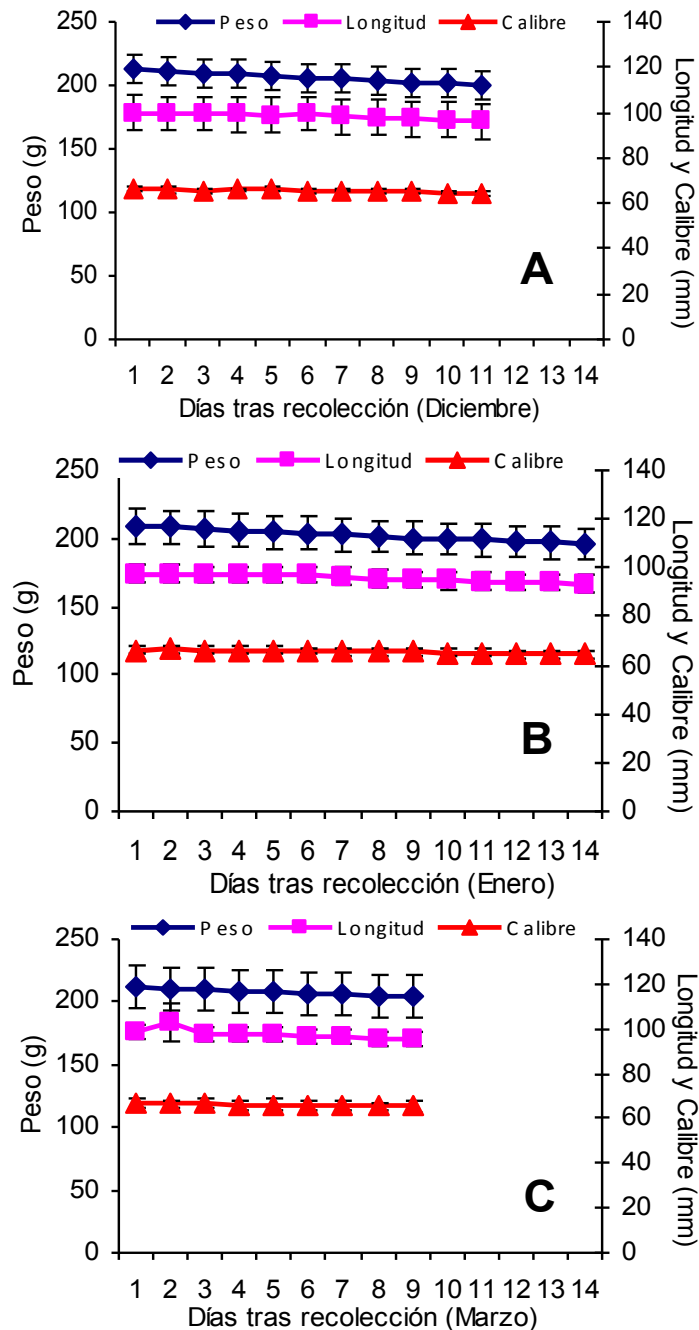 Peso Longitud Calibre
250
200
150
100
50
0
140
120
100
80
60
40
20
0
Peso (g)
Longitud y Calibre (mm)
A
1 2 3 4 5 6 7 8 9 10 11 12 13 14
Días tras recolección (Diciembre)
Peso Longitud Calibre
250
200
150
100
50
0
140
120
100
80
60
40
20
0
Peso (g)
Longitud y Calibre (mm)
B
1 2 3 4 5 6 7 8 9 10 11 12 13 14
Días tras recolección (Enero)
Peso Longitud Calibre
250
200
150
100
50
0
140
120
100
80
60
40
20
0
Peso (g)
Longitud y Calibre (mm)
C
1 2 3 4 5 6 7 8 9 10 11 12 13 14
Días tras recolección (Marzo)